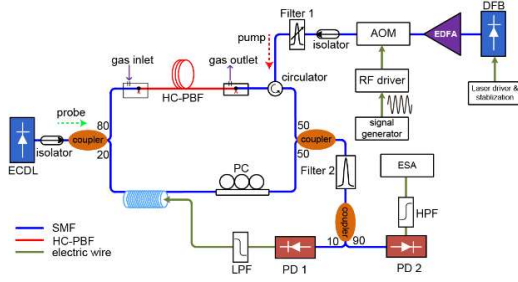 DFB
Filter 1
pump
isolator
AOM
EDFA
gas inlet
gas outlet
HC-PBF
circulator
RF driver
Laser driver &
stablization
signal
generator
probe
80
20
coupler
isolator
ECDL
50
50
coupler
Filter 2
PC
ESA
coupler
HPF
SMF
HC-PBF
electric wire
LPF
PD 1
10
90
PD 2